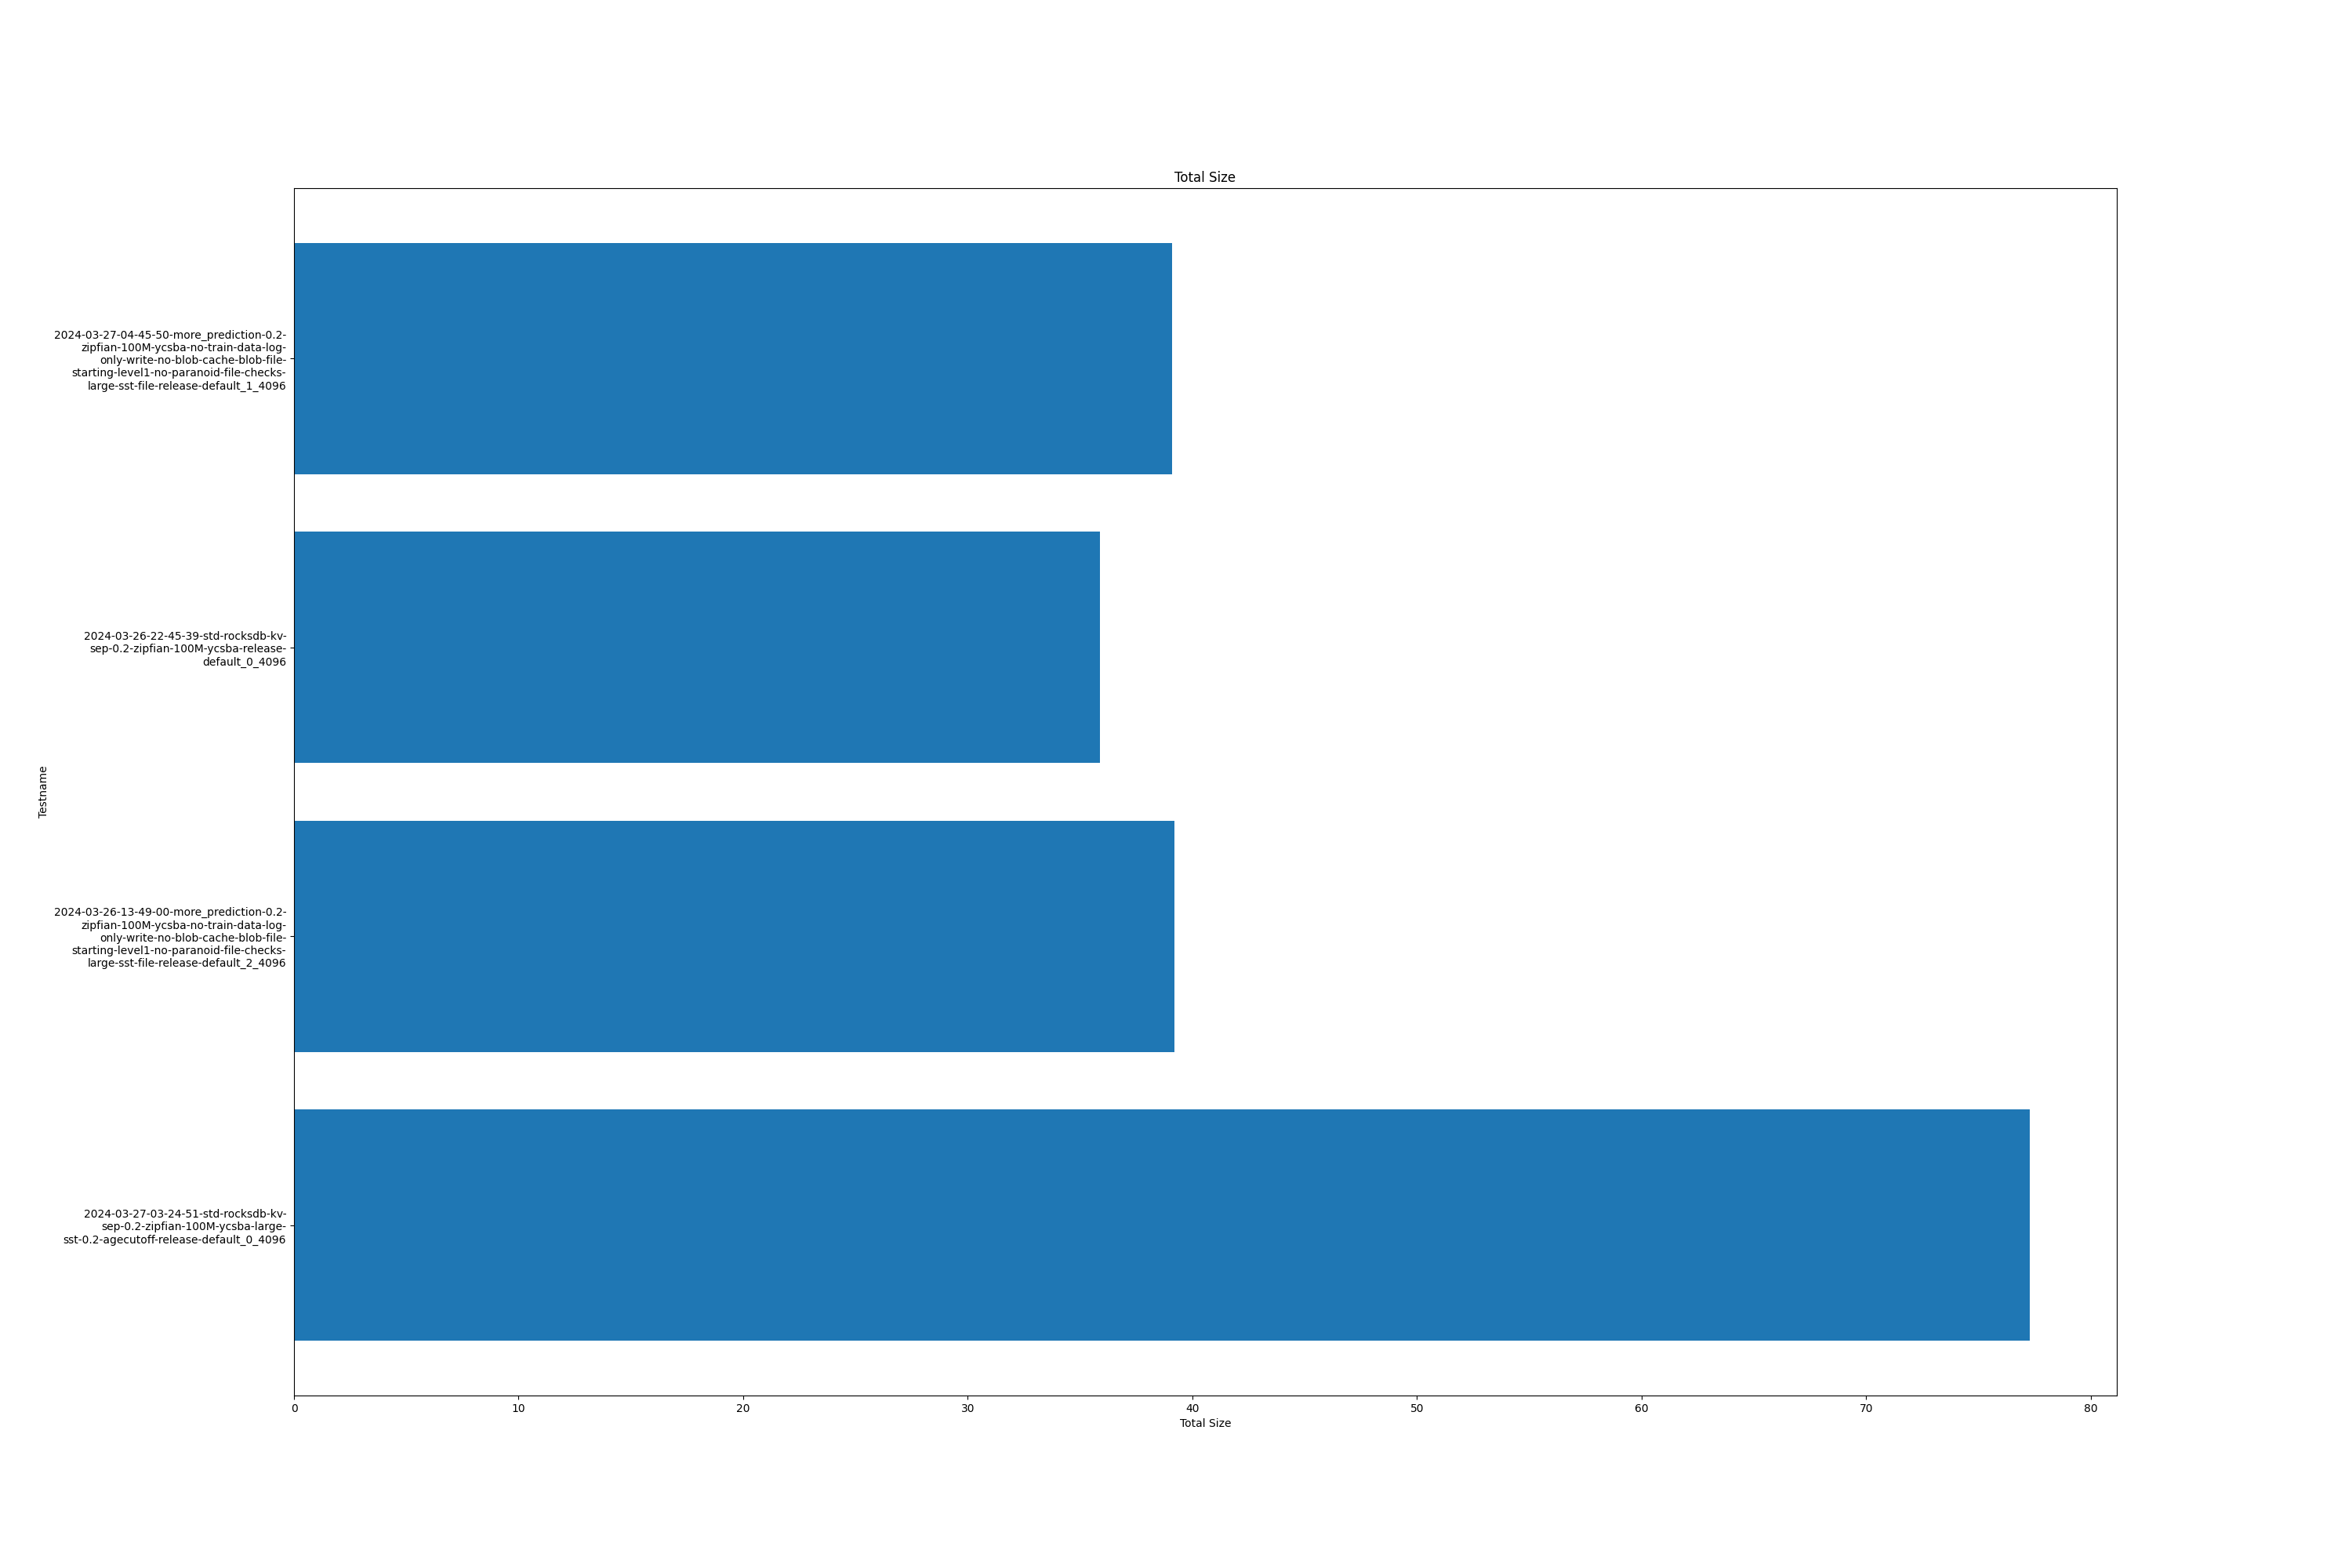 Total Size
2024-03-27-04-45-50-more_prediction-0.2-
zipfian-100M-ycsba-no-train-data-log-
only-write-no-blob-cache-blob-file-
starting-level1-no-paranoid-file-checks-
large-sst-file-release-default_1_4096
2024-03-26-22-45-39-std-rocksdb-kv-
sep-0.2-zipfian-100M-ycsba-release-
default_0_4096
Testname
2024-03-26-13-49-00-more_prediction-0.2-
zipfian-100M-ycsba-no-train-data-log-
only-write-no-blob-cache-blob-file-
starting-level1-no-paranoid-file-checks-
large-sst-file-release-default_2_4096
2024-03-27-03-24-51-std-rocksdb-kv-
sep-0.2-zipfian-100M-ycsba-large-
sst-0.2-agecutoff-release-default_0_4096
0 10 20 30 40 50 60 70 80
Total Size